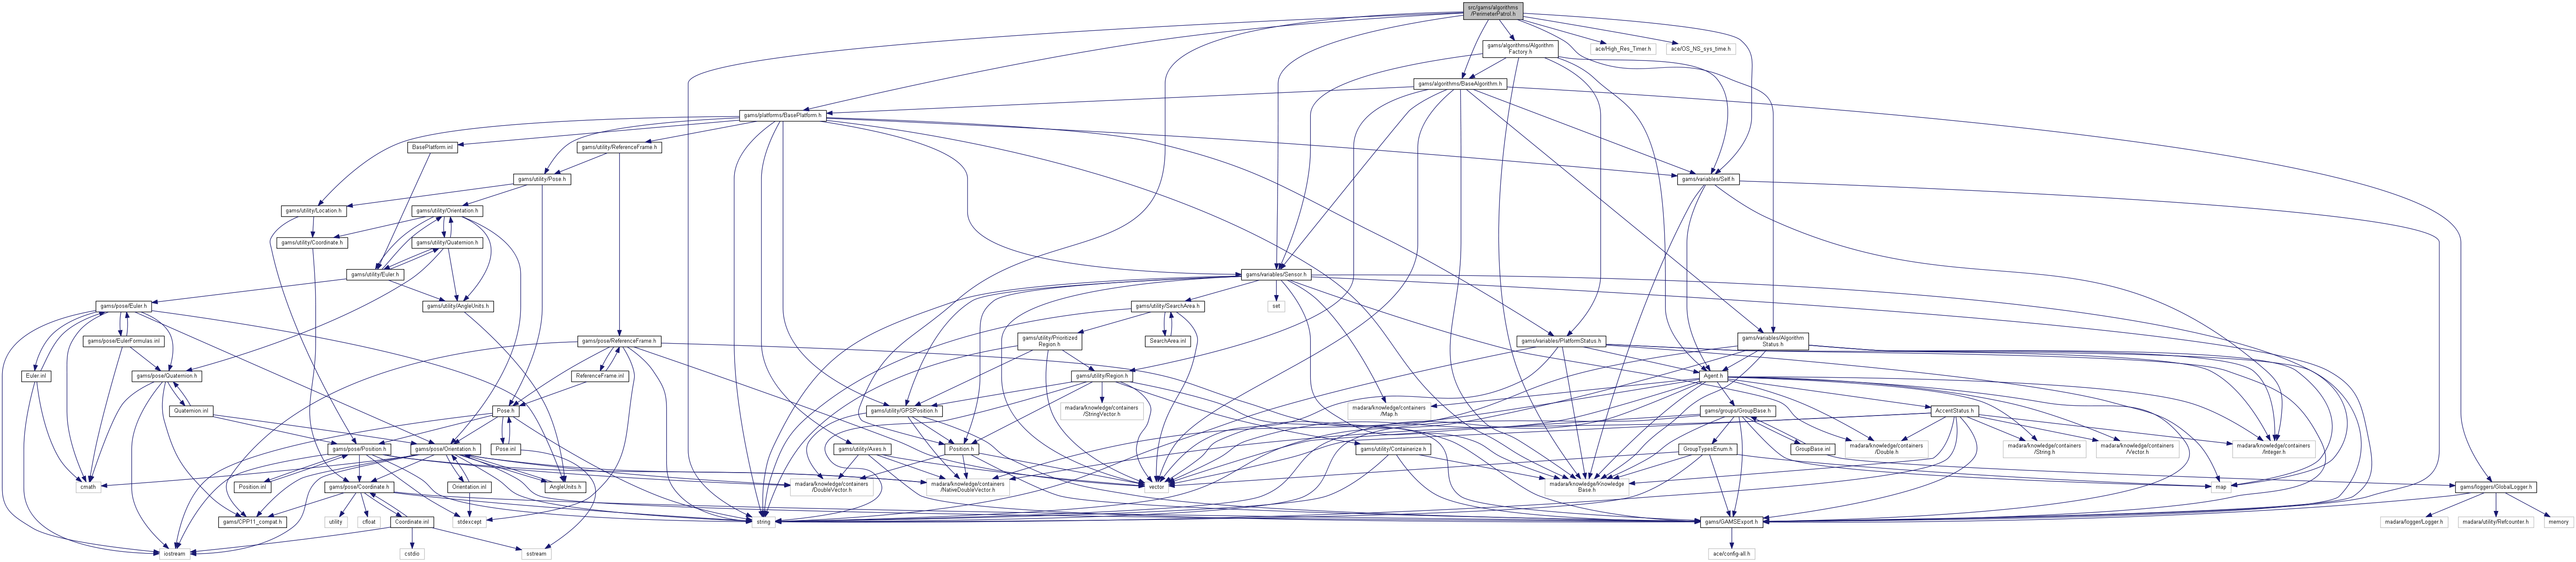 src/gams/algorithms
/PerimeterPatrol.h
gams/algorithms/Algorithm
Factory.h
ace/High_Res_Timer.h
ace/OS_NS_sys_time.h
gams/algorithms/BaseAlgorithm.h
gams/platforms/BasePlatform.h
BasePlatform.inl
gams/utility/ReferenceFrame.h
gams/utility/Pose.h
gams/variables/Self.h
gams/utility/Location.h
gams/utility/Orientation.h
gams/utility/Coordinate.h
gams/utility/Quaternion.h
gams/utility/Euler.h
gams/variables/Sensor.h
gams/pose/Euler.h
gams/utility/AngleUnits.h
gams/utility/SearchArea.h
set
gams/pose/EulerFormulas.inl
gams/pose/ReferenceFrame.h
gams/utility/Prioritized
Region.h
SearchArea.inl
gams/variables/PlatformStatus.h
gams/variables/Algorithm
Status.h
Euler.inl
gams/pose/Quaternion.h
ReferenceFrame.inl
gams/utility/Region.h
Agent.h
Quaternion.inl
Pose.h
gams/utility/GPSPosition.h
madara/knowledge/containers
/StringVector.h
madara/knowledge/containers
/Map.h
gams/groups/GroupBase.h
AccentStatus.h
gams/pose/Position.h
gams/pose/Orientation.h
Pose.inl
gams/utility/Axes.h
Position.h
gams/utility/Containerize.h
GroupTypesEnum.h
GroupBase.inl
madara/knowledge/containers
/Double.h
madara/knowledge/containers
/String.h
madara/knowledge/containers
/Vector.h
madara/knowledge/containers
/Integer.h
cmath
Position.inl
gams/pose/Coordinate.h
Orientation.inl
AngleUnits.h
madara/knowledge/containers
/DoubleVector.h
madara/knowledge/containers
/NativeDoubleVector.h
vector
madara/knowledge/Knowledge
Base.h
map
gams/loggers/GlobalLogger.h
gams/CPP11_compat.h
utility
cfloat
Coordinate.inl
stdexcept
string
gams/GAMSExport.h
madara/logger/Logger.h
madara/utility/Refcounter.h
memory
iostream
cstdio
sstream
ace/config-all.h